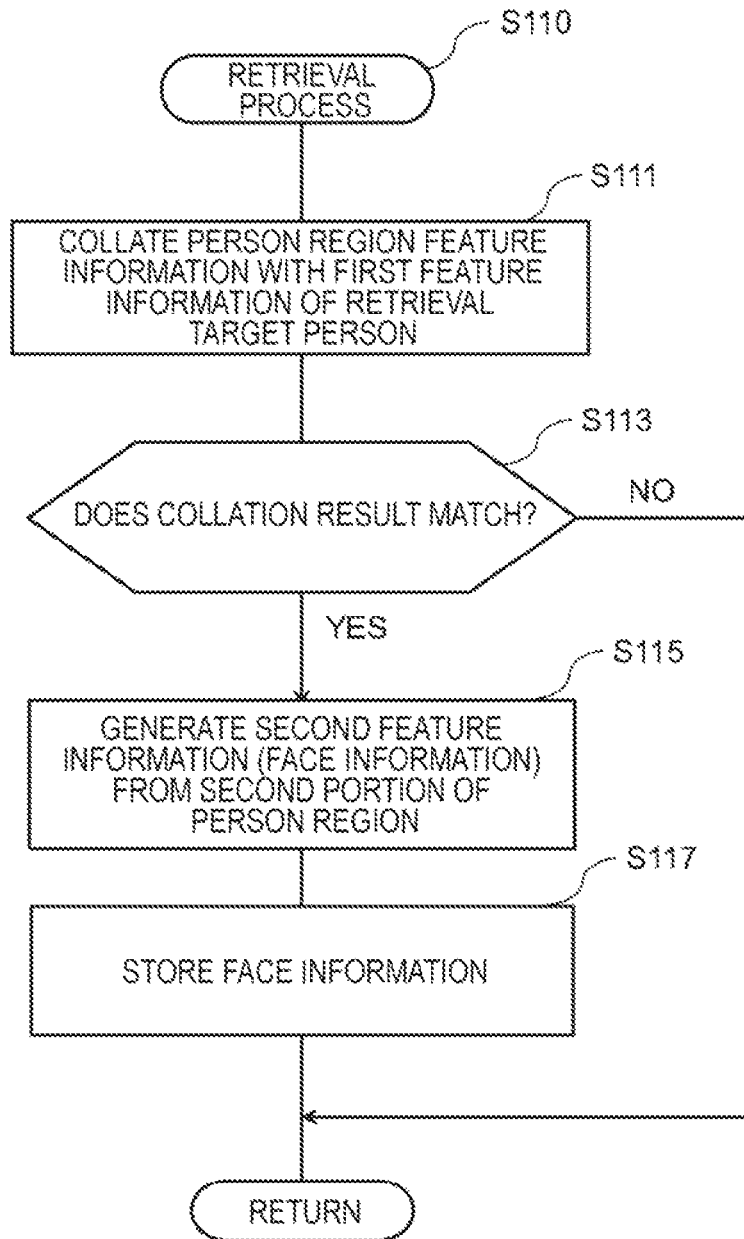 S110
RETRIEVAL
PROCESS
S111
COLLATE PERSON REGION FEATURE
INFORMATION WITH FIRST FEATURE
INFORMATION OF RETRIEVAL
TARGET PERSON
S113
DOES COLLATION RESULT MATCH?
NO
YES
S115
GENERATE SECOND FEATURE
INFORMATION (FACE INFORMATION)
FROM SECOND PORTION OF
PERSON REGION
S117
STORE FACE INFORMATION
RETURN